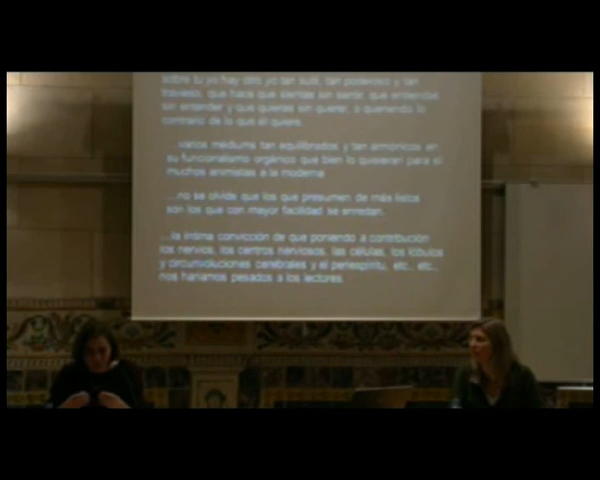 sobre tu yo hay otro yo tan sutil, tan poderoso y tan
travieso, que hace que sientas sin sentir, que entiendas
sin entender y que quieras sin querer, o queriendo lo
contrario de lo que él quiere.
...varios médiums tan equilibrados y tan armónicos en
su funcionalismo orgánico que bien lo quisieran para sí
muchos animistas a la moderna
...no se olvide que los que presumen de más listos
son los que con mayor facilidad se enredan.
...la íntima convicción de que poniendo a contribución
los nervios, los centros nerviosos, las células, los lóbulos
y circunvoluciones cerebrales y el periespíritu, etc., etc.,
nos haríamos pesados a los lectores